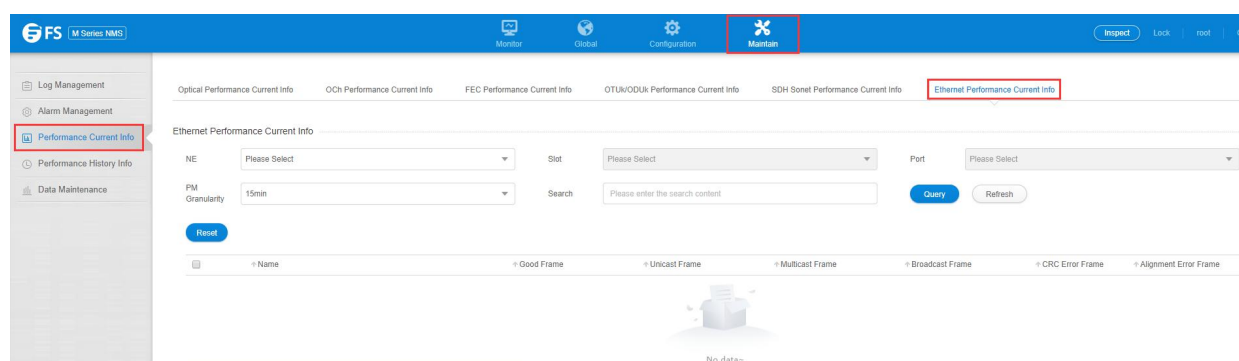 FS M Series NMS
Monitor Global Configuration Maintain
Inspect Lock root
Log Management
Alarm Management
Performance Current Info
Performance History Info
Data Maintenance
Optical Performance Current Info OCh Performance Current Info FEC Performance Current Info OTUk/ODUk Performance Current Info SDH Sonet Performance Current Info Ethernet Performance Current Info
Ethernet Performance Current Info
NE Please Select Slot Please Select Port Please Select
PM Granularity 15min Search Please enter the search content Query Refresh
Reset
Name Good Frame Unicast Frame Multicast Frame Broadcast Frame CRC Error Frame Alignment Error Frame
No data~